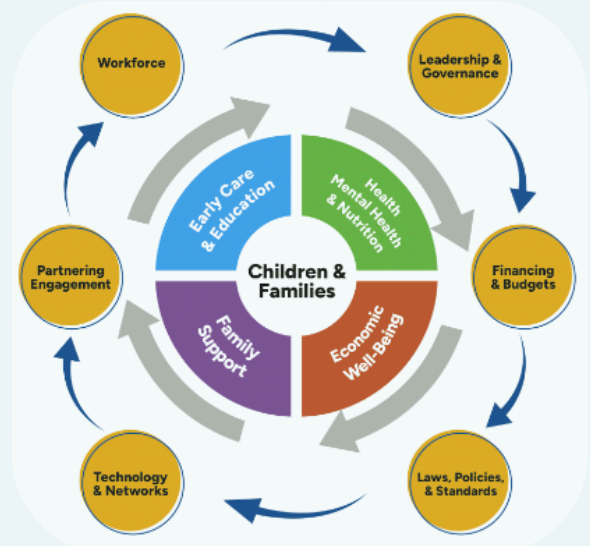 Workforce
Leadership &
Governance
Early Care
& Education
Health
Mental Health
& Nutrition
Partnering
Engagement
Children &
Families
Financing
& Budgets
Family
Support
Economic
Well-Being
Technology
& Networks
Laws, Policies,
& Standards